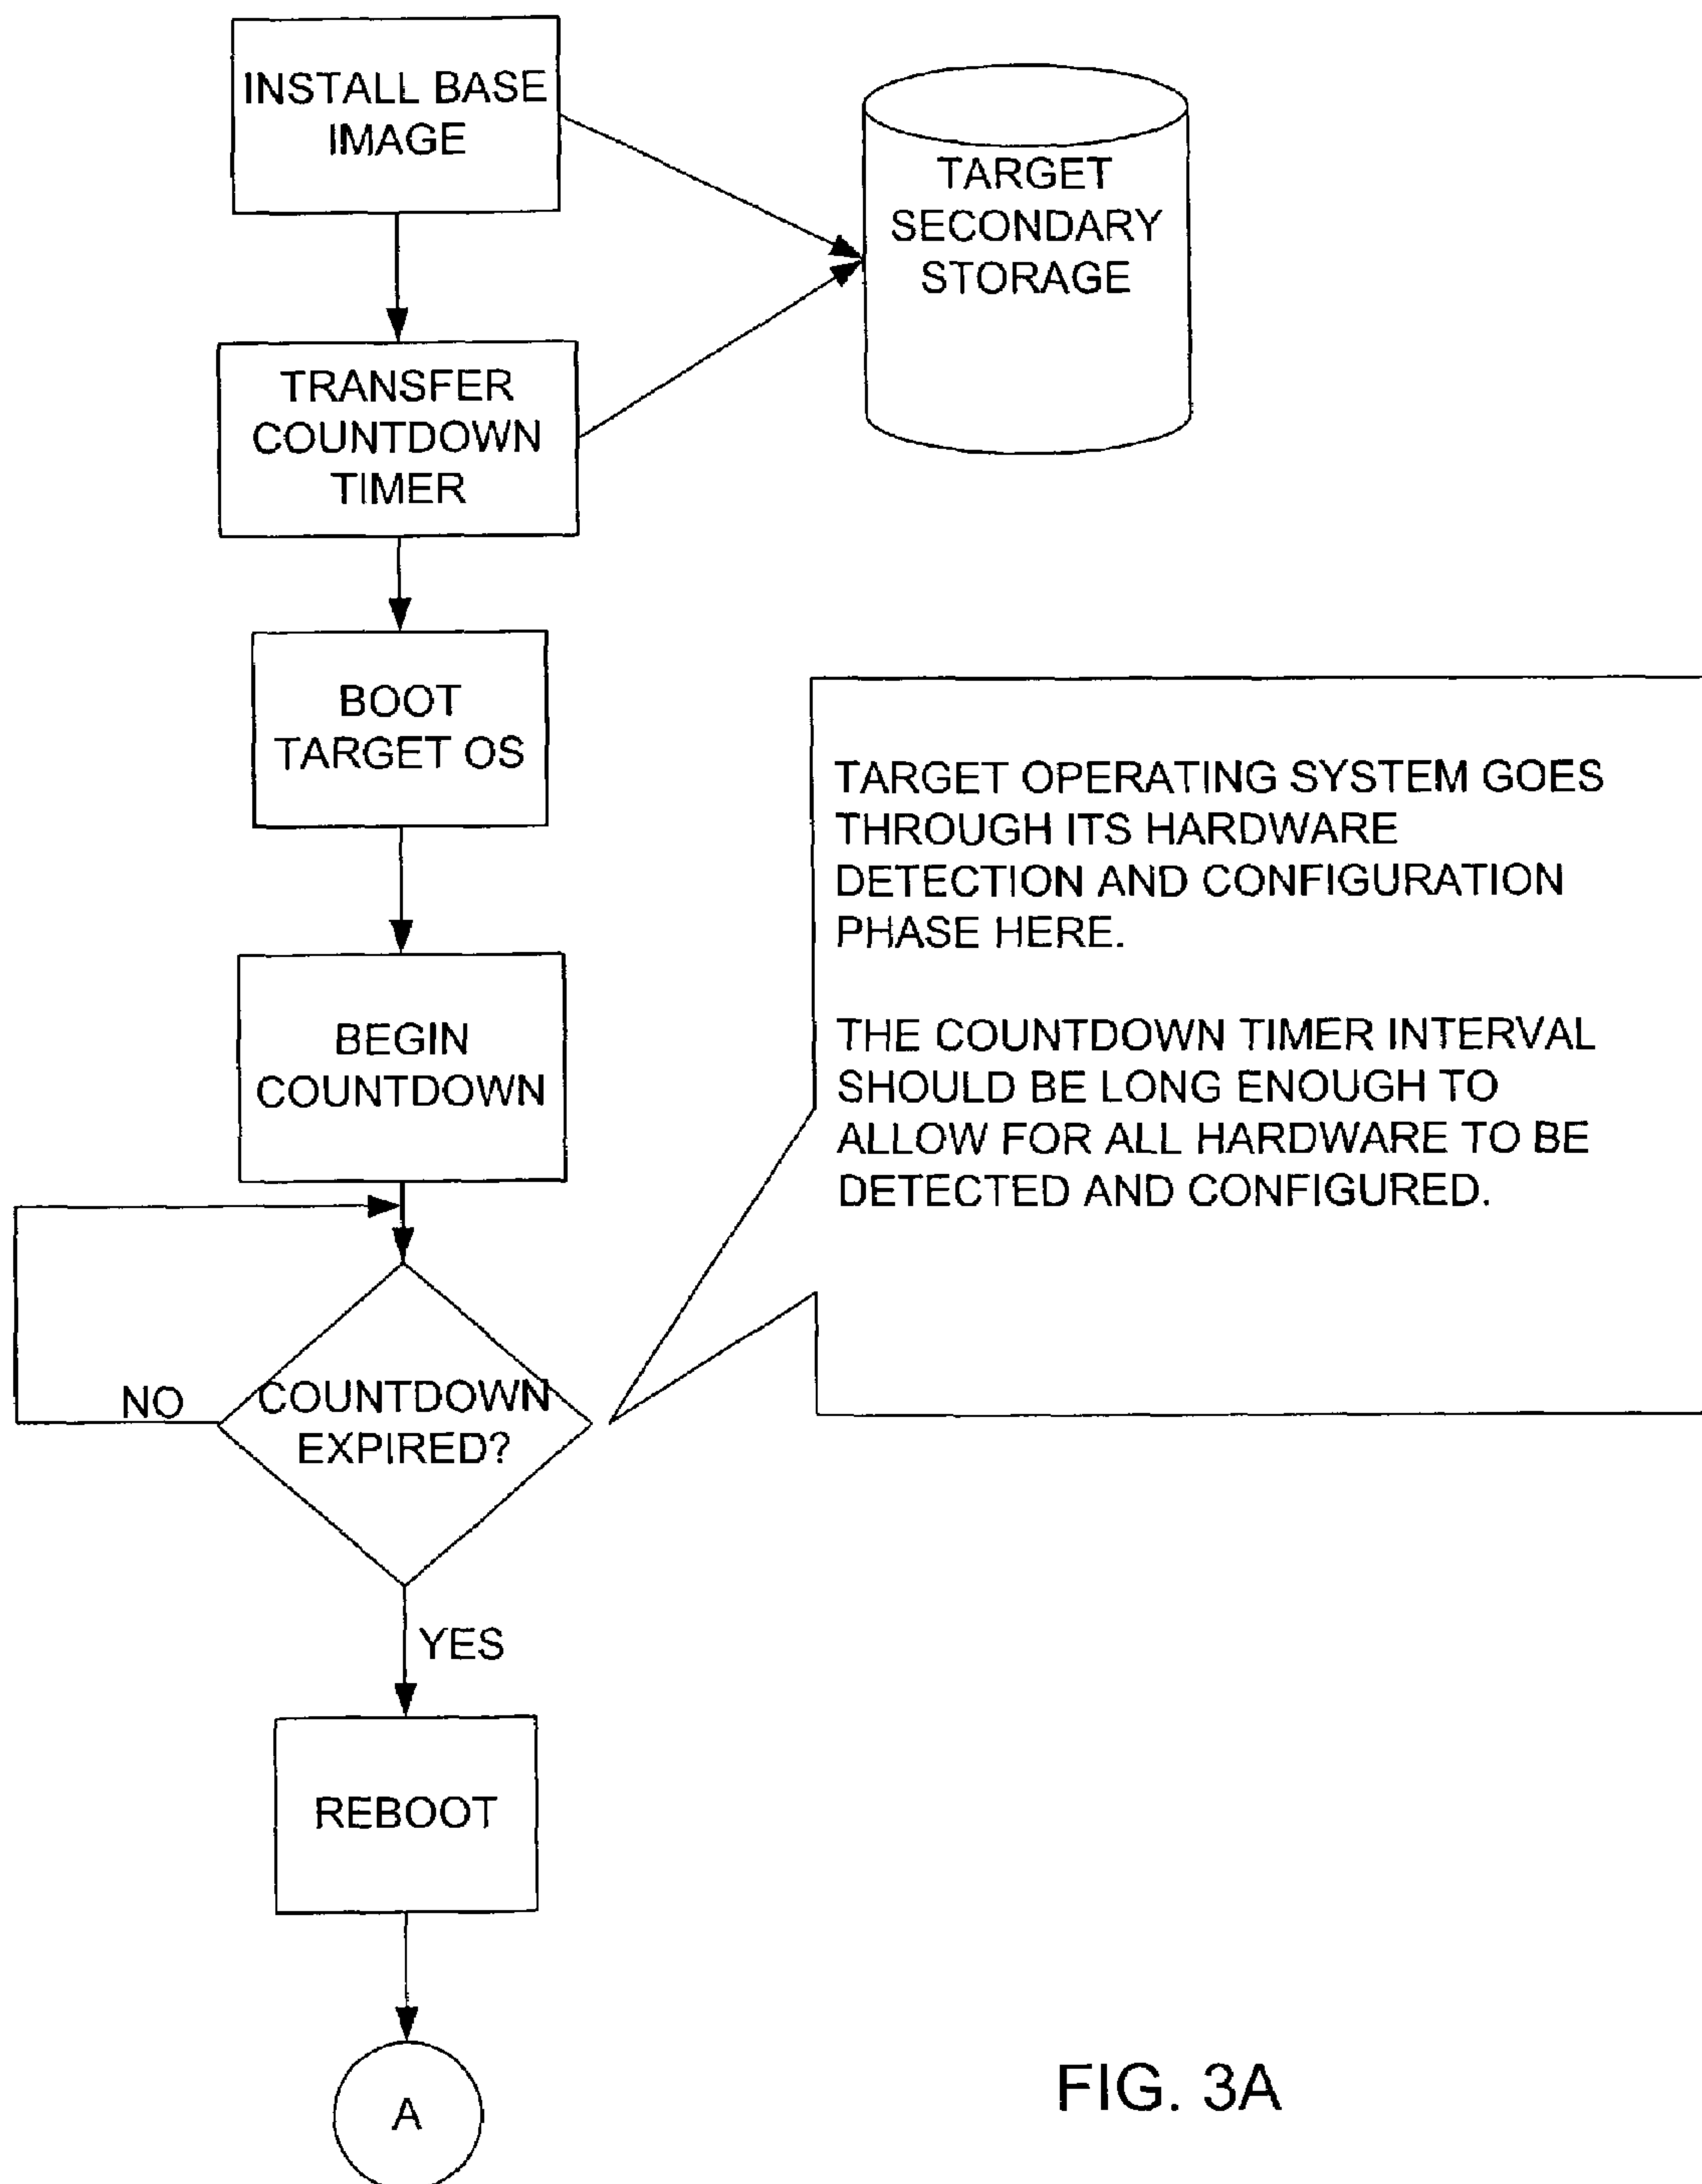 INSTALL BASE
IMAGE
TARGET
SECONDARY
STORAGE
TRANSFER
COUNTDOWN
TIMER
BOOT
TARGET OS
TARGET OPERATING SYSTEM GOES
THROUGH ITS HARDWARE
DETECTION AND CONFIGURATION
PHASE HERE.
THE COUNTDOWN TIMER INTERVAL
SHOULD BE LONG ENOUGH TO
ALLOW FOR ALL HARDWARE TO BE
DETECTED AND CONFIGURED.
BEGIN
COUNTDOWN
NO
COUNTDOWN
EXPIRED?
YES
REBOOT
A
FIG. 3A